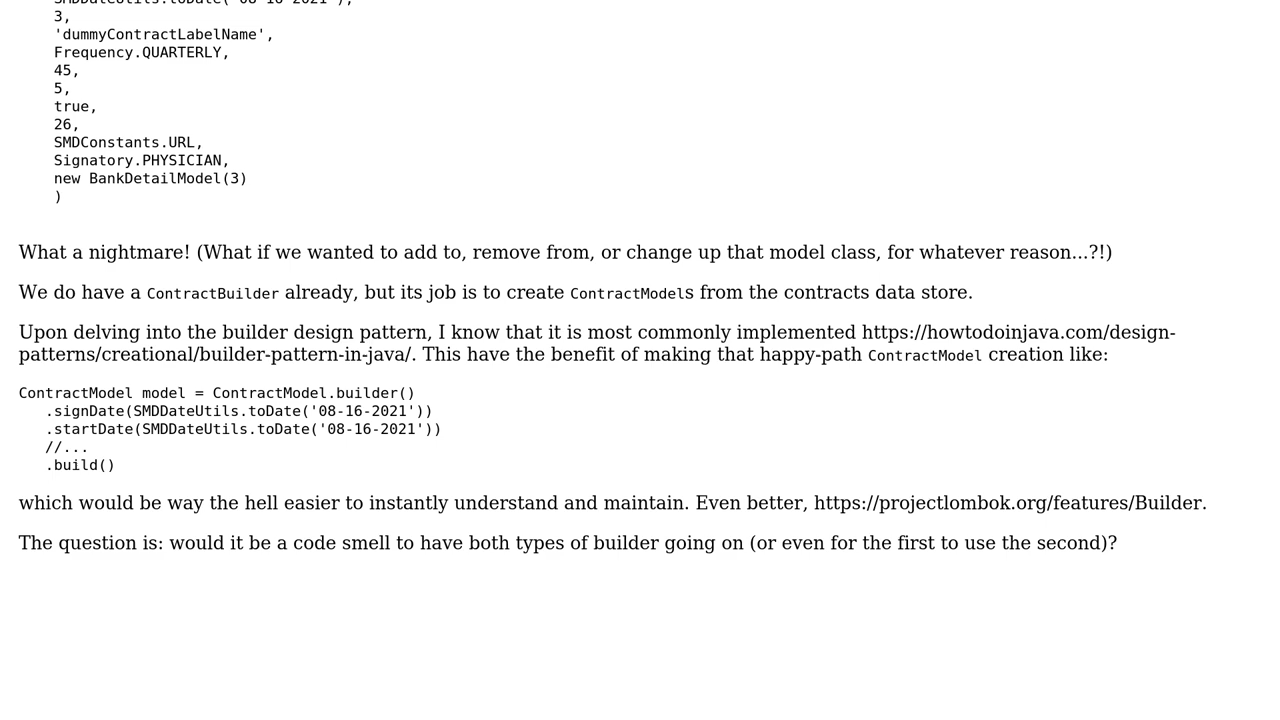 SMDDateUtils.toDate('08-16-2021'),
3,
'dummyContractLabelName',
Frequency.QUARTERLY,
45,
5,
true,
26,
SMDConstants.URL,
Signatory.PHYSICIAN,
new BankDetailModel(3)
)
What a nightmare! (What if we wanted to add to, remove from, or change up that model class, for whatever reason...?!)
We do have a ContractBuilder already, but its job is to create ContractModels from the contracts data store.
Upon delving into the builder design pattern, I know that it is most commonly implemented https://howtodoinjava.com/design-
patterns/creational/builder-pattern-in-java/. This have the benefit of making that happy-path ContractModel creation like:
ContractModel model = ContractModel.builder()
.signDate(SMDDateUtils.toDate('08-16-2021'))
.startDate(SMDDateUtils.toDate('08-16-2021'))
//...
.build()
which would be way the hell easier to instantly understand and maintain. Even better, https://projectlombok.org/features/Builder.
The question is: would it be a code smell to have both types of builder going on (or even for the first to use the second)?